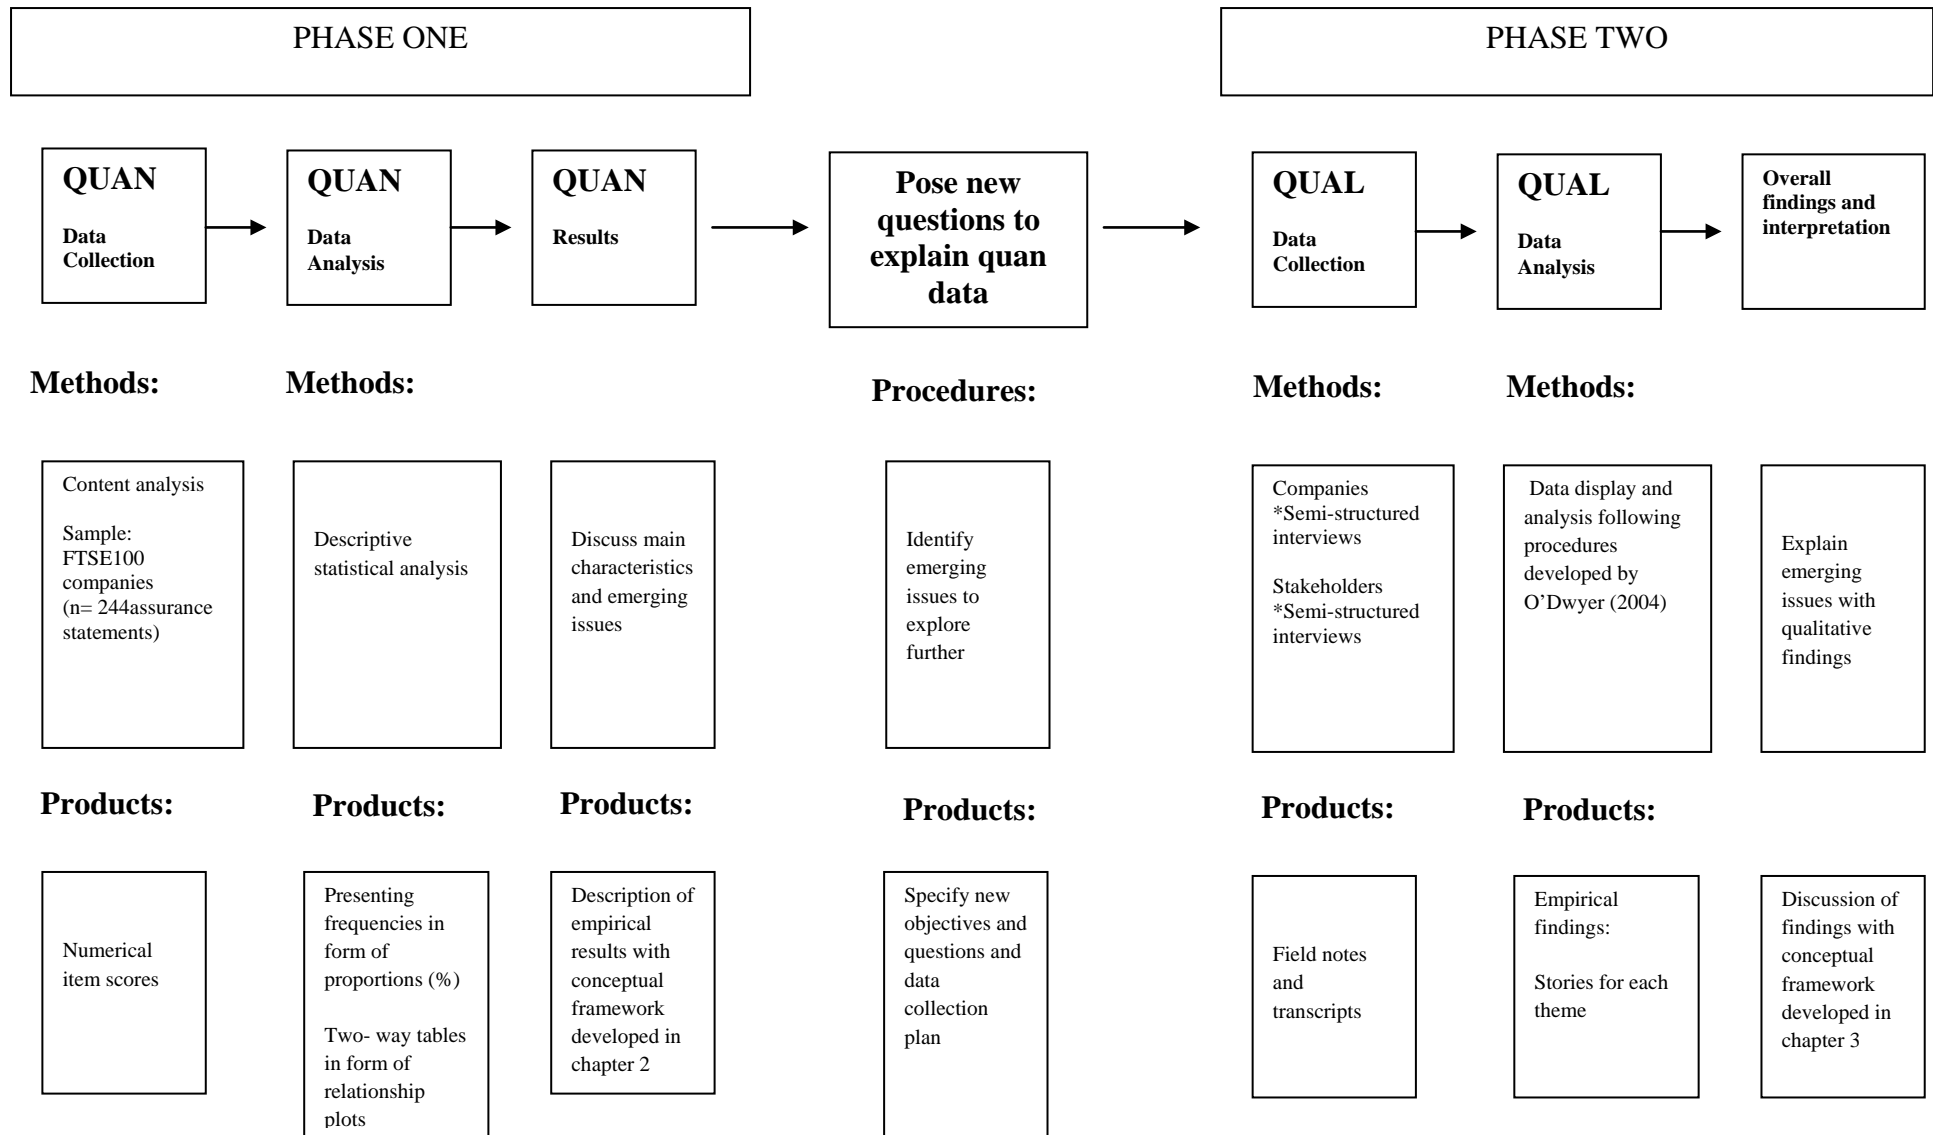 PHASE ONE
PHASE TWO
QUAN
Data
Collection
QUAN
Data
Analysis
QUAN
Results
Pose new
questions to
explain quan
data
QUAL
Data
Collection
QUAL
Data
Analysis
Overall
findings and
interpretation
Methods:
Methods:
Procedures:
Methods:
Methods:
Content analysis
Sample:
FTSE100
companies
(n= 244assurance
statements)
Descriptive
statistical analysis
Discuss main
characteristics
and emerging
issues
Identify
emerging
issues to
explore
further
Companies
*Semi-structured
interviews
Stakeholders
*Semi-structured
interviews
Data display and
analysis following
procedures
developed by
O’Dwyer (2004)
Explain
emerging
issues with
qualitative
findings
Products:
Products:
Products:
Products:
Products:
Products:
Numerical
item scores
Presenting
frequencies in
form of
proportions (%)
Two- way tables
in form of
relationship
plots
Description of
empirical
results with
conceptual
framework
developed in
chapter 2
Specify new
objectives and
questions and
data
collection
plan
Field notes
and
transcripts
Empirical
findings:
Stories for each
theme
Discussion of
findings with
conceptual
framework
developed in
chapter 3